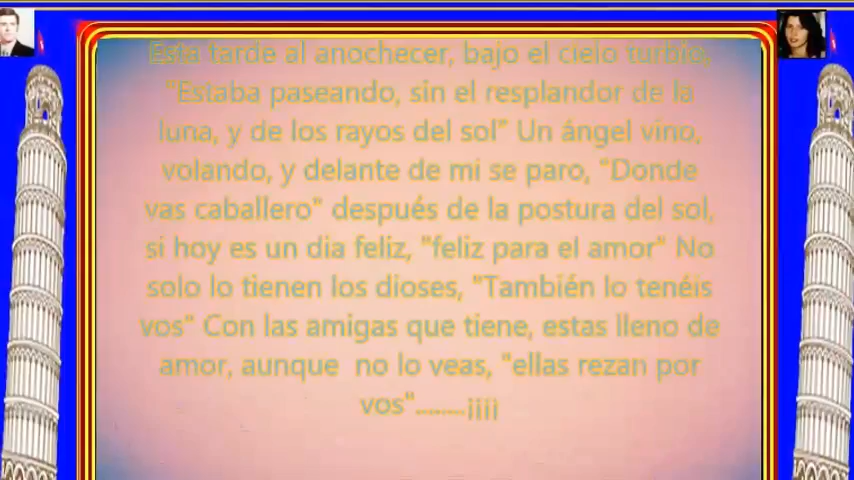 Esta tarde al anochecer, bajo el cielo turbio,
"Estaba paseando, sin el resplandor de la
luna, y de los rayos del sol" Un ángel vino,
volando, y delante de mi se paro, "Donde
vas caballero" después de la postura del sol,
si hoy es un dia feliz, "feliz para el amor" No
solo lo tienen los dioses, "También lo tenéis
vos" Con las amigas que tiene, estas lleno de
amor, aunque  no lo veas, "ellas rezan por
vos"........¡¡¡¡